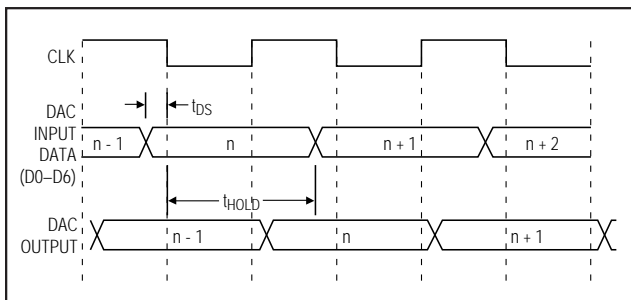 CLK
DAC
INPUT
DATA
(D0–D6)
tDS
n - 1
n
n + 1
n + 2
tHOLD
DAC
OUTPUT
n - 1
n
n + 1